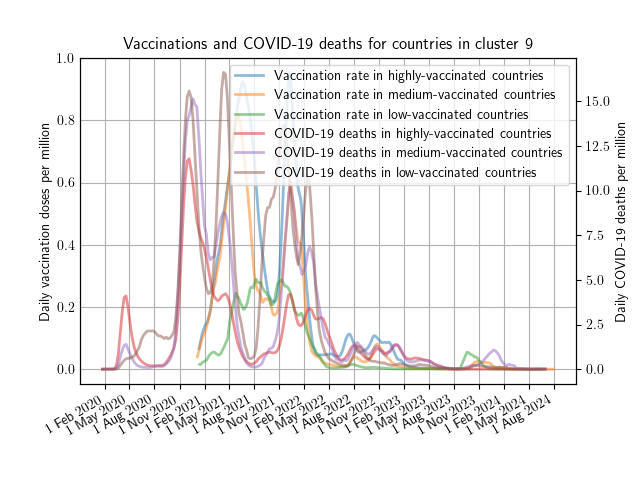 Vaccinations and COVID-19 deaths for countries in cluster 9
Vaccination rate in highly-vaccinated countries
Vaccination rate in medium-vaccinated countries
Vaccination rate in low-vaccinated countries
COVID-19 deaths in highly-vaccinated countries
COVID-19 deaths in medium-vaccinated countries
COVID-19 deaths in low-vaccinated countries
Daily vaccination doses per million
1.0
0.8
0.6
0.4
0.2
0.0
Daily COVID-19 deaths per million
15.0
12.5
10.0
7.5
5.0
2.5
0.0
1 Feb 2020
1 May 2020
1 Aug 2020
1 Nov 2020
1 Feb 2021
1 May 2021
1 Aug 2021
1 Nov 2021
1 Feb 2022
1 May 2022
1 Aug 2022
1 Nov 2022
1 Feb 2023
1 May 2023
1 Aug 2023
1 Nov 2023
1 Feb 2024
1 May 2024
1 Aug 2024